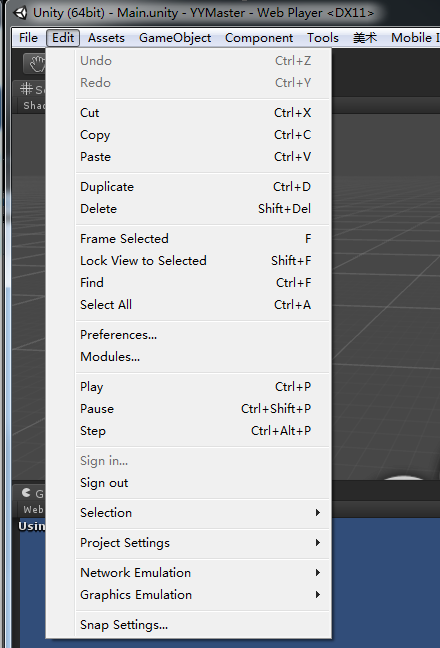 Unity (64bit) - Main.unity - YYMaster - Web Player <DX11>
File Edit Assets GameObject Component Tools 美术 Mobile I
Undo Ctrl+Z
Redo Ctrl+Y
Cut Ctrl+X
Copy Ctrl+C
Paste Ctrl+V
Duplicate Ctrl+D
Delete Shift+Del
Frame Selected F
Lock View to Selected Shift+F
Find Ctrl+F
Select All Ctrl+A
Preferences...
Modules...
Play Ctrl+P
Pause Ctrl+Shift+P
Step Ctrl+Alt+P
Sign in...
Sign out
Selection
Project Settings
Network Emulation
Graphics Emulation
Snap Settings...
Sc
Sha
G
Web
Usin